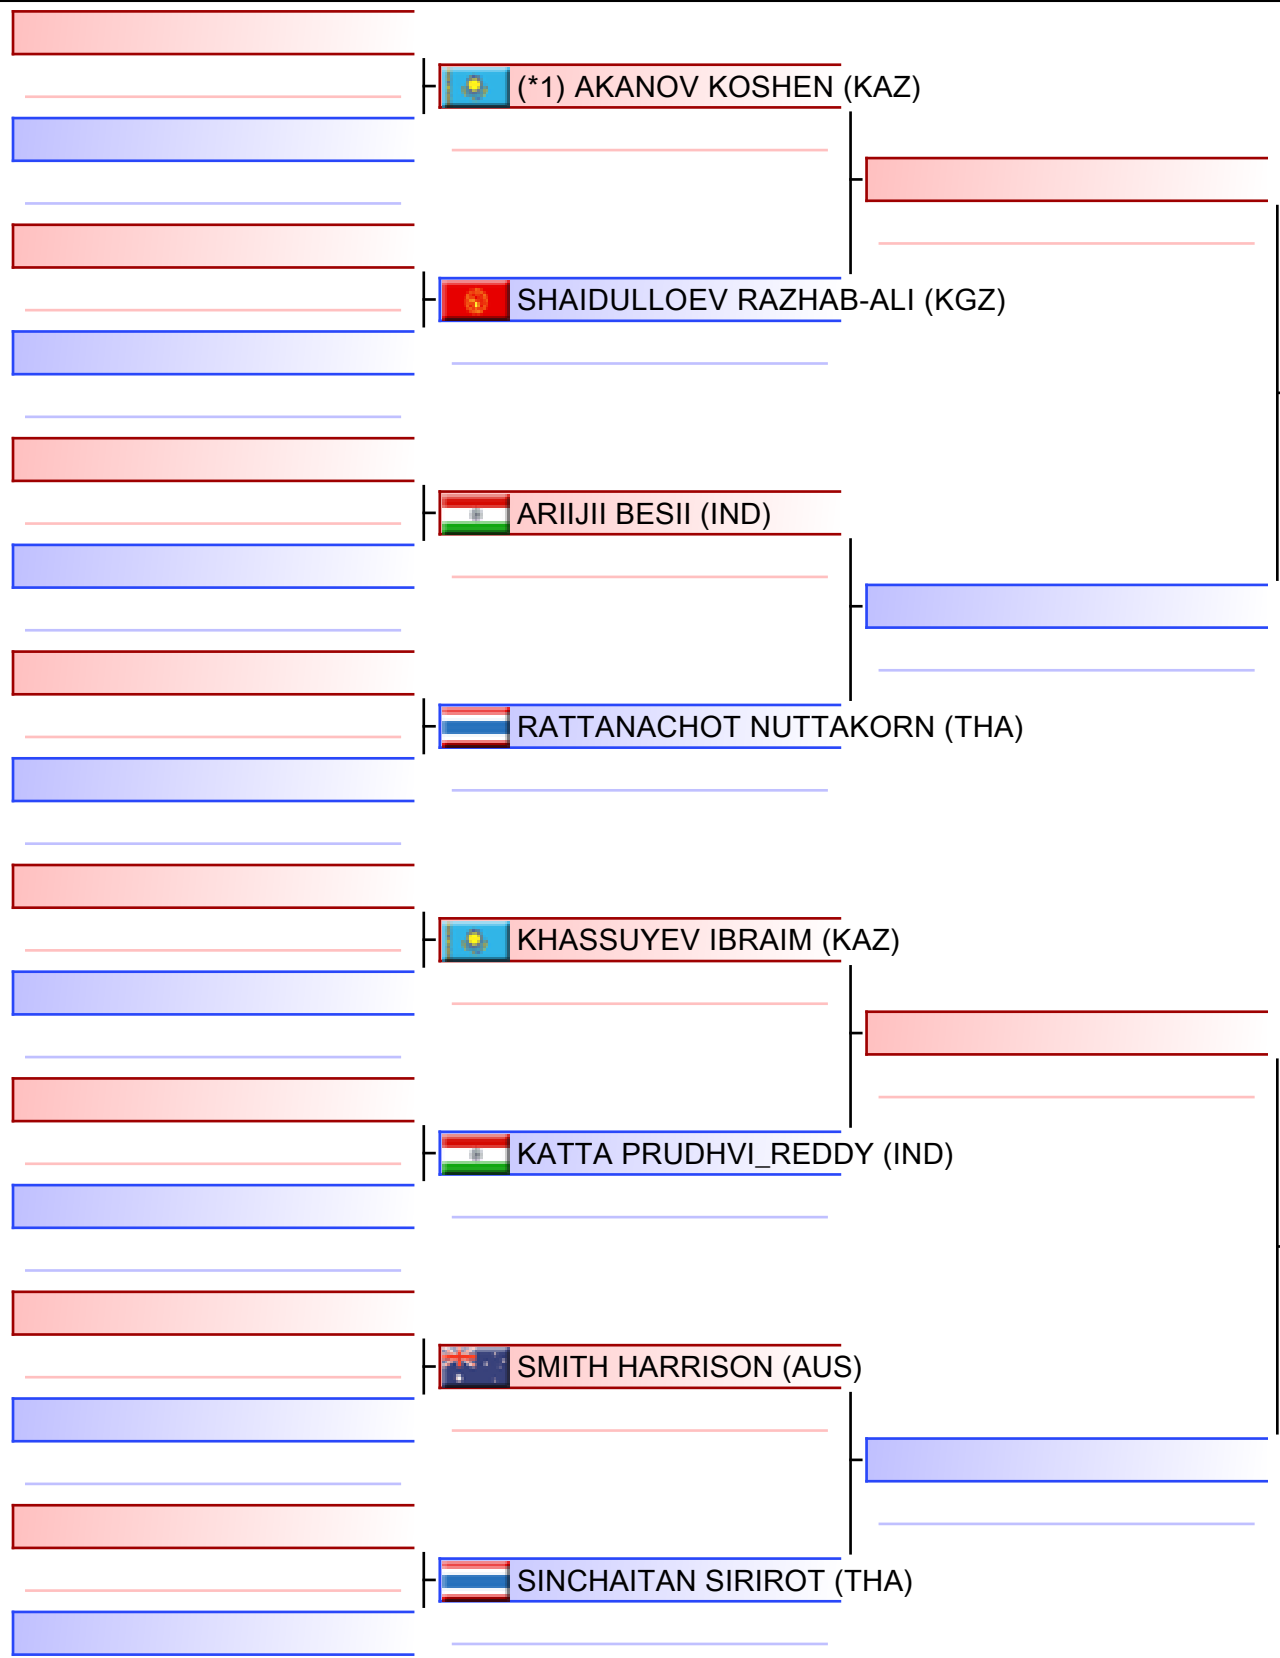 (*1) AKANOV KOSHEN (KAZ)
SHAIDULLOEV RAZHAB-ALI (KGZ)
ARIIJII BESII (IND)
RATTANACHOT NUTTAKORN (THA)
KHASSUYEV IBRAIM (KAZ)
KATTA PRUDHVI_REDDY (IND)
SMITH HARRISON (AUS)
SINCHAITAN SIRIROT (THA)